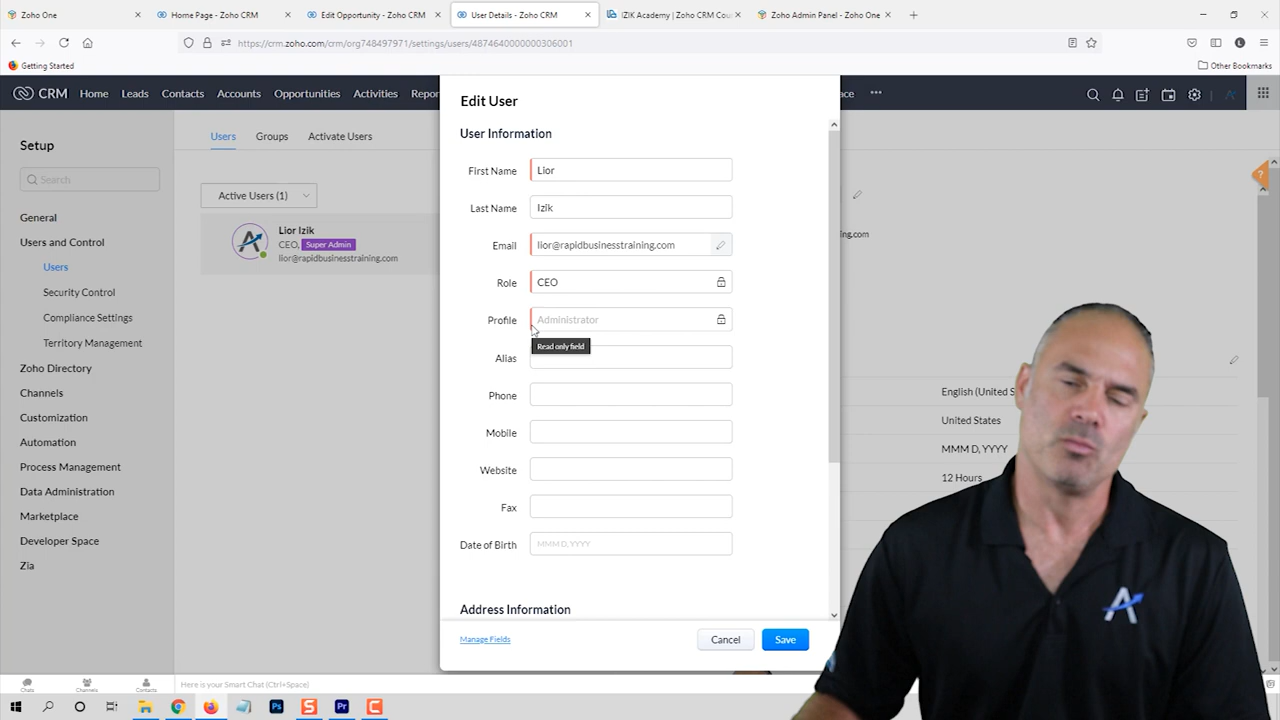 Zoho One
Home Page - Zoho CRM
Edit Opportunity - Zoho CRM
User Details - Zoho CRM
IZIK Academy | Zoho CRM Cou
Zoho Admin Panel - Zoho One
https://crm.zoho.com/crm/org748497971/settings/users/4874640000000306001
Getting Started
Other Bookmarks
CRM
Home
Leads
Contacts
Accounts
Opportunities
Activities
Repor
ace
Setup
Search
General
Users and Control
Users
Security Control
Compliance Settings
Territory Management
Zoho Directory
Channels
Customization
Automation
Process Management
Data Administration
Marketplace
Developer Space
Zia
Users
Groups
Activate Users
Active Users (1)
Lior Izik
CEO, Super Admin
lior@rapidbusinesstraining.com
Edit User
User Information
First Name Lior
Last Name Izik
Email lior@rapidbusinesstraining.com
Role CEO
Profile Administrator
Read only field
Alias
Phone
Mobile
Website
Fax
Date of Birth MMM D, YYYY
Address Information
Manage Fields
Cancel
Save
ng.com
?
English (United S
United States
MMM D, YYYY
12 Hours
Chats
Channels
Contacts
Here is your Smart Chat (Ctrl+Space)